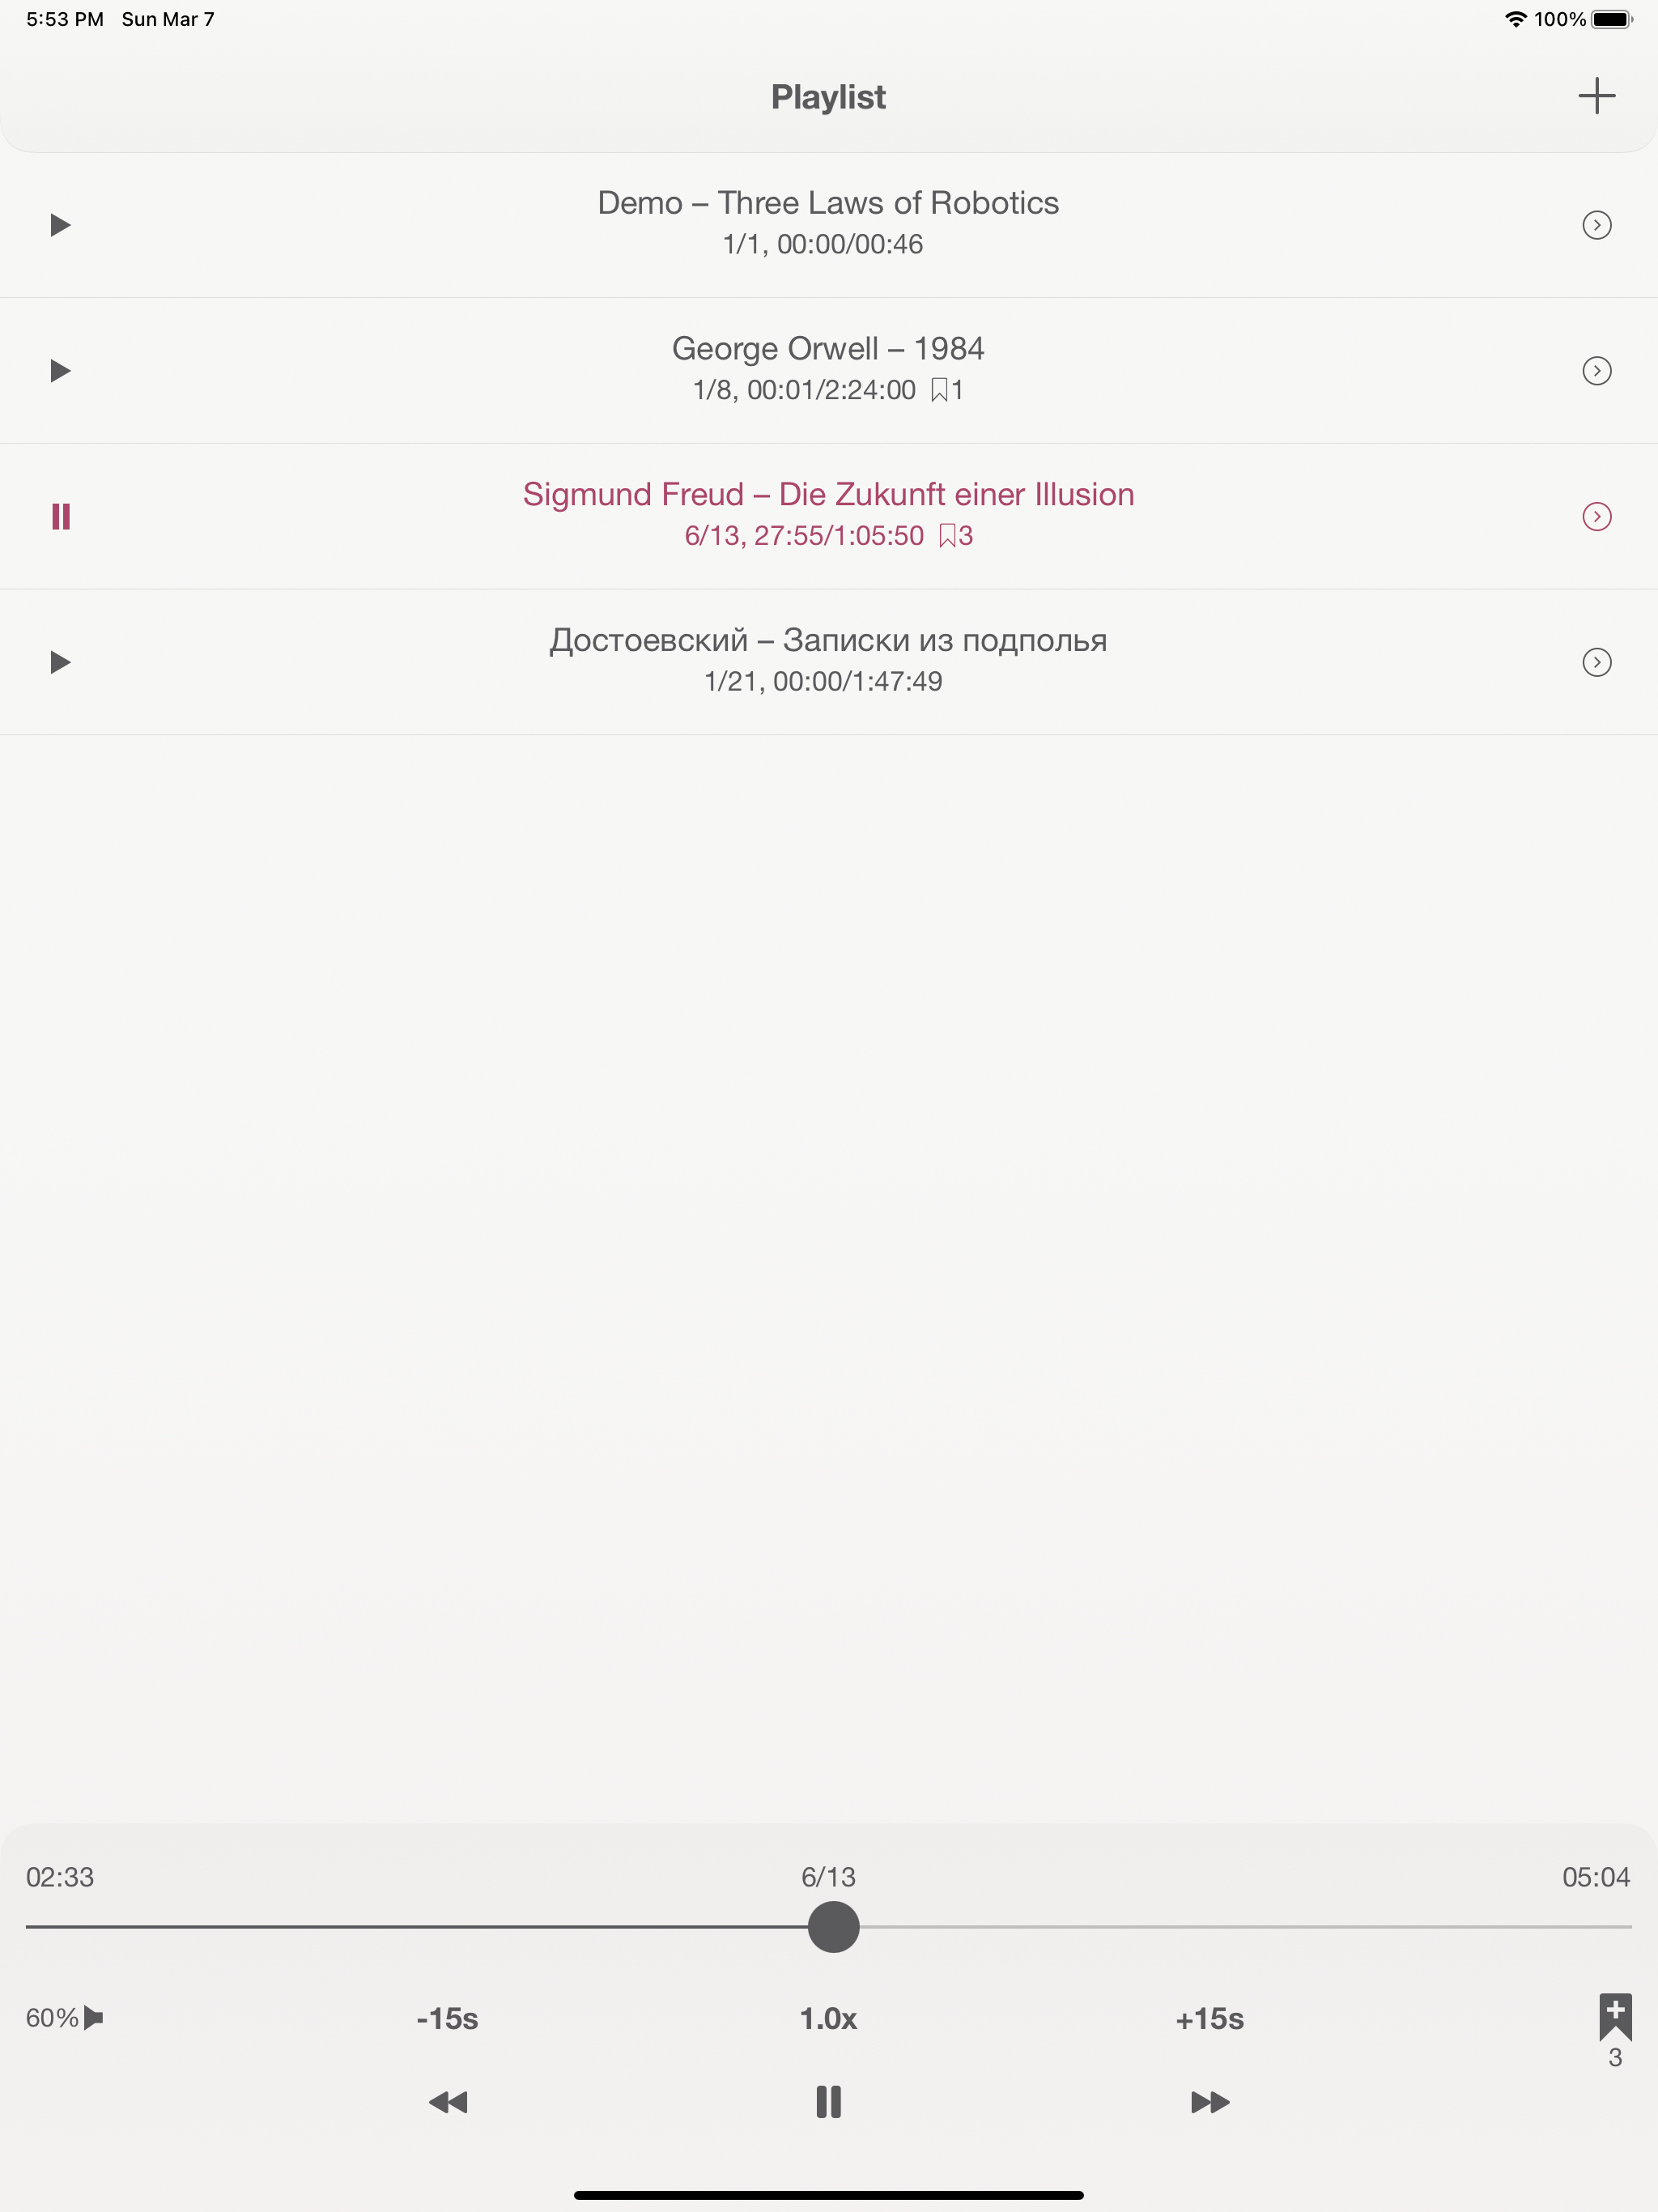 5:53 PM Sun Mar 7 100%
Playlist
Demo – Three Laws of Robotics
1/1, 00:00/00:46
George Orwell – 1984
1/8, 00:01/2:24:00 1
Sigmund Freud – Die Zukunft einer Illusion
6/13, 27:55/1:05:50 3
Достоевский – Записки из подполья
1/21, 00:00/1:47:49
02:33 6/13 05:04
60% -15s 1.0x +15s
3